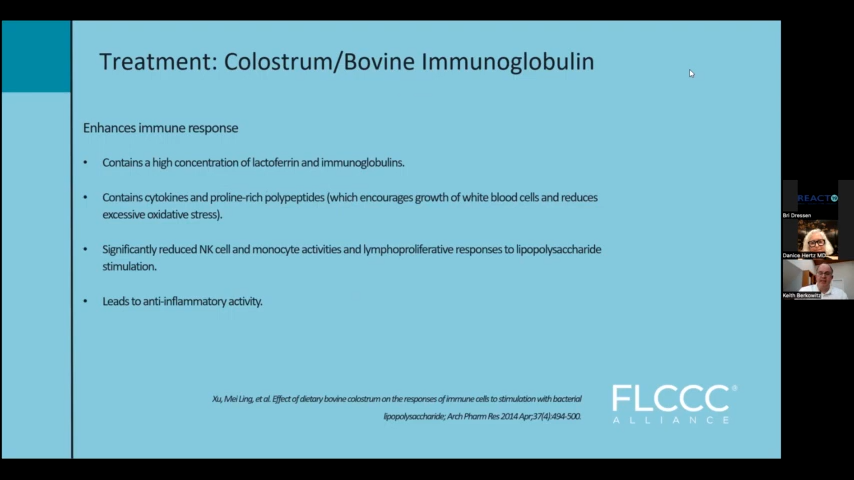 Treatment: Colostrum/Bovine Immunoglobulin
Enhances immune response
• Contains a high concentration of lactoferrin and immunoglobulins.
• Contains cytokines and proline-rich polypeptides (which encourages growth of white blood cells and reduces
excessive oxidative stress).
• Significantly reduced NK cell and monocyte activities and lymphoproliferative responses to lipopolysaccharide
stimulation.
• Leads to anti-inflammatory activity.
Xu, Mei Ling, et al. Effect of dietary bovine colostrum on the responses of immune cells to stimulation with bacterial
lipopolysaccharide; Arch Pharm Res 2014 Apr;37(4):494-500.
FLCCC®
ALLIANCE
REACT19
Bri Dressen
Danice Hertz MD
Keith Berkowitz